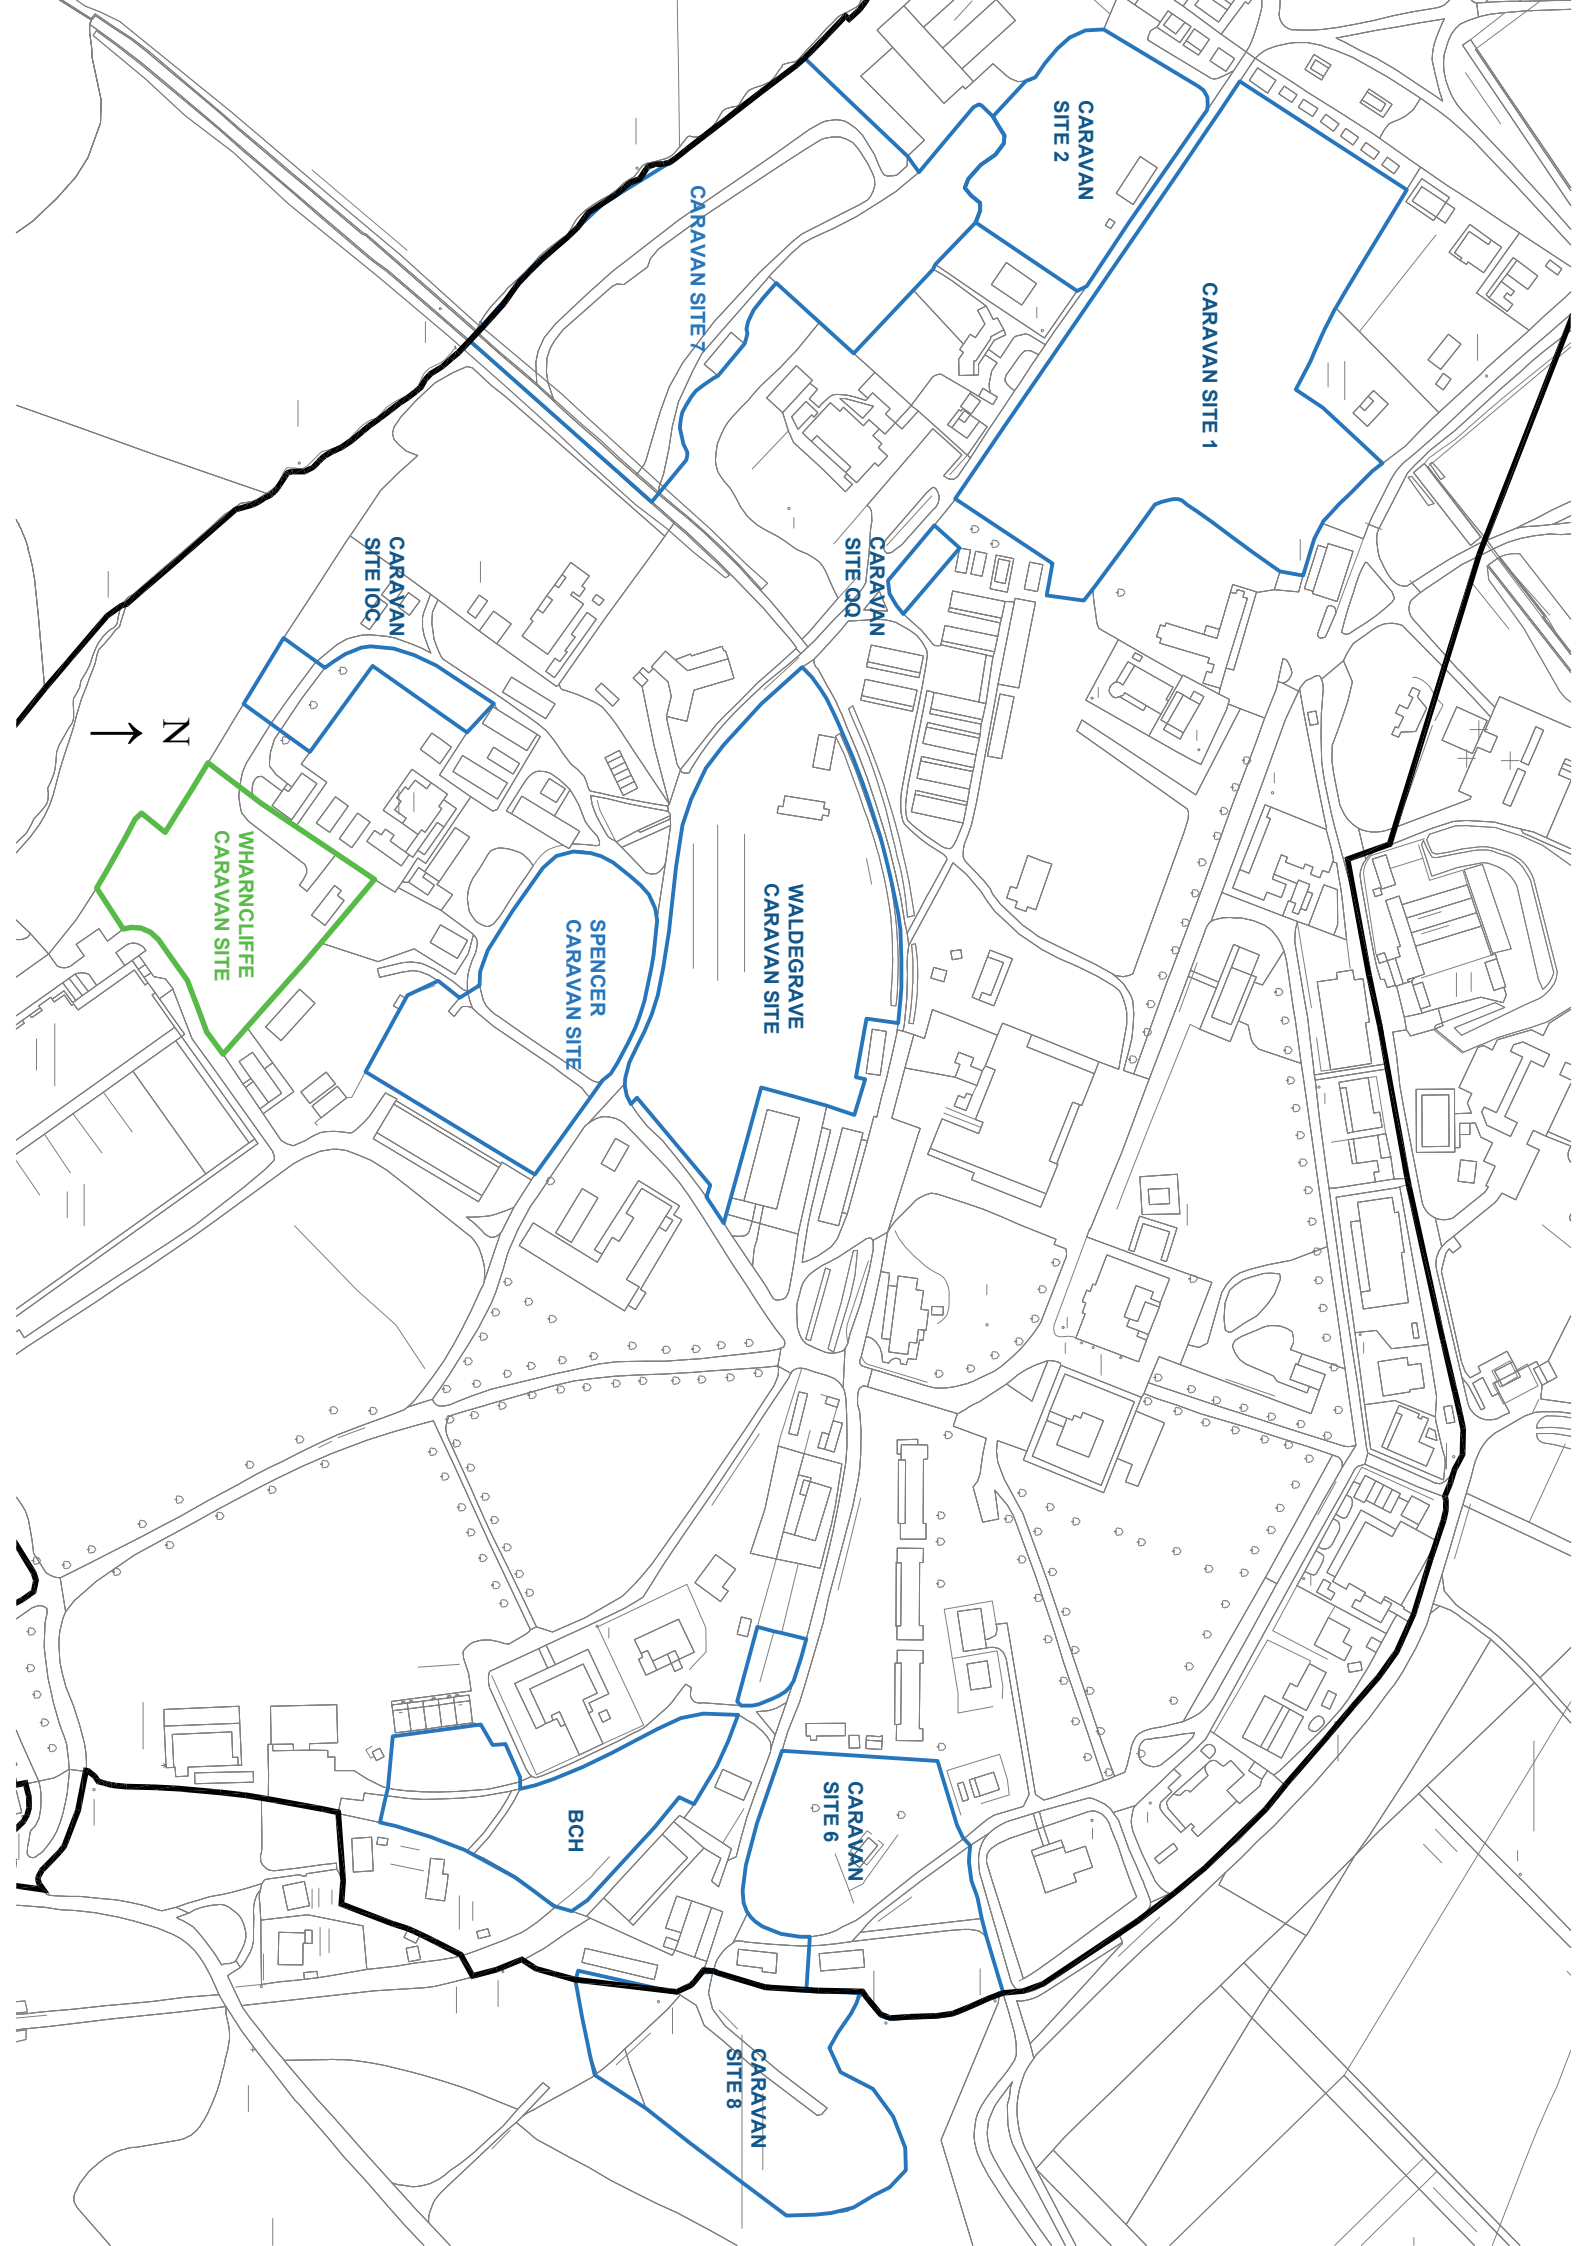 CARAVAN SITE 1
CARAVAN
SITE 2
CARAVAN SITE 7
CARAVAN
SITE QQ
CARAVAN
SITE IOC
N
WHARNCLIFFE
CARAVAN SITE
WALDEGRAVE
CARAVAN SITE
SPENCER
CARAVAN SITE
CARAVAN
SITE 6
BCH
CARAVAN
SITE 8